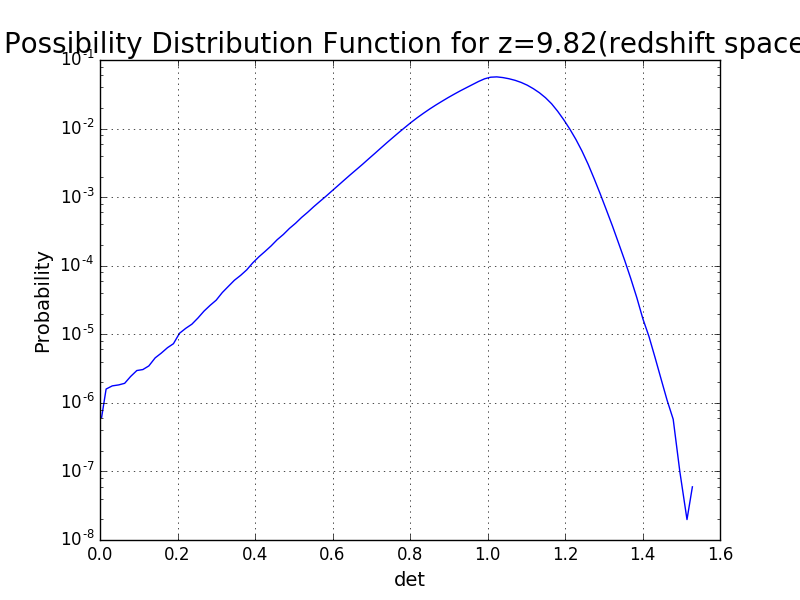 Possibility Distribution Function for z=9.82(redshift space
10^-1
10^-2
10^-3
10^-4
10^-5
10^-6
10^-7
10^-8
Probability
0.0 0.2 0.4 0.6 0.8 1.0 1.2 1.4 1.6
det